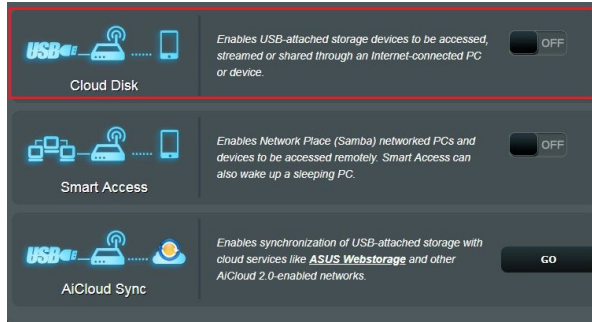 USB
Cloud Disk
Enables USB-attached storage devices to be accessed,
streamed or shared through an Internet-connected PC
or device.
OFF
Smart Access
Enables Network Place (Samba) networked PCs and
devices to be accessed remotely. Smart Access can
also wake up a sleeping PC.
OFF
USB
AiCloud Sync
Enables synchronization of USB-attached storage with
cloud services like ASUS Webstorage and other
AiCloud 2.0-enabled networks.
GO